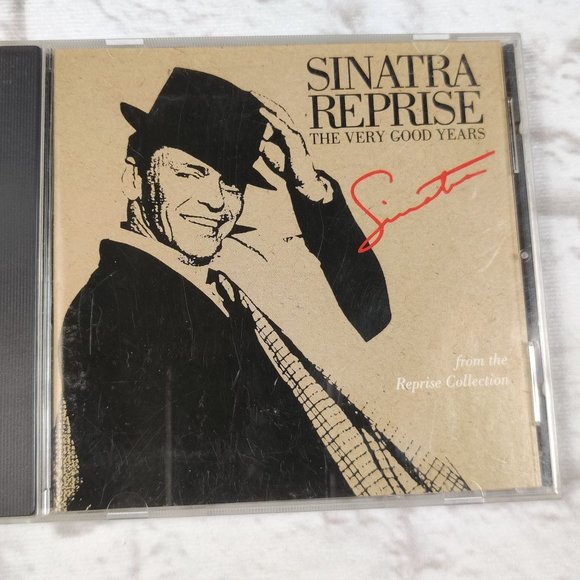 SINATRA
REPRISE
THE VERY GOOD YEARS
Sinatra
from the
Reprise Collection